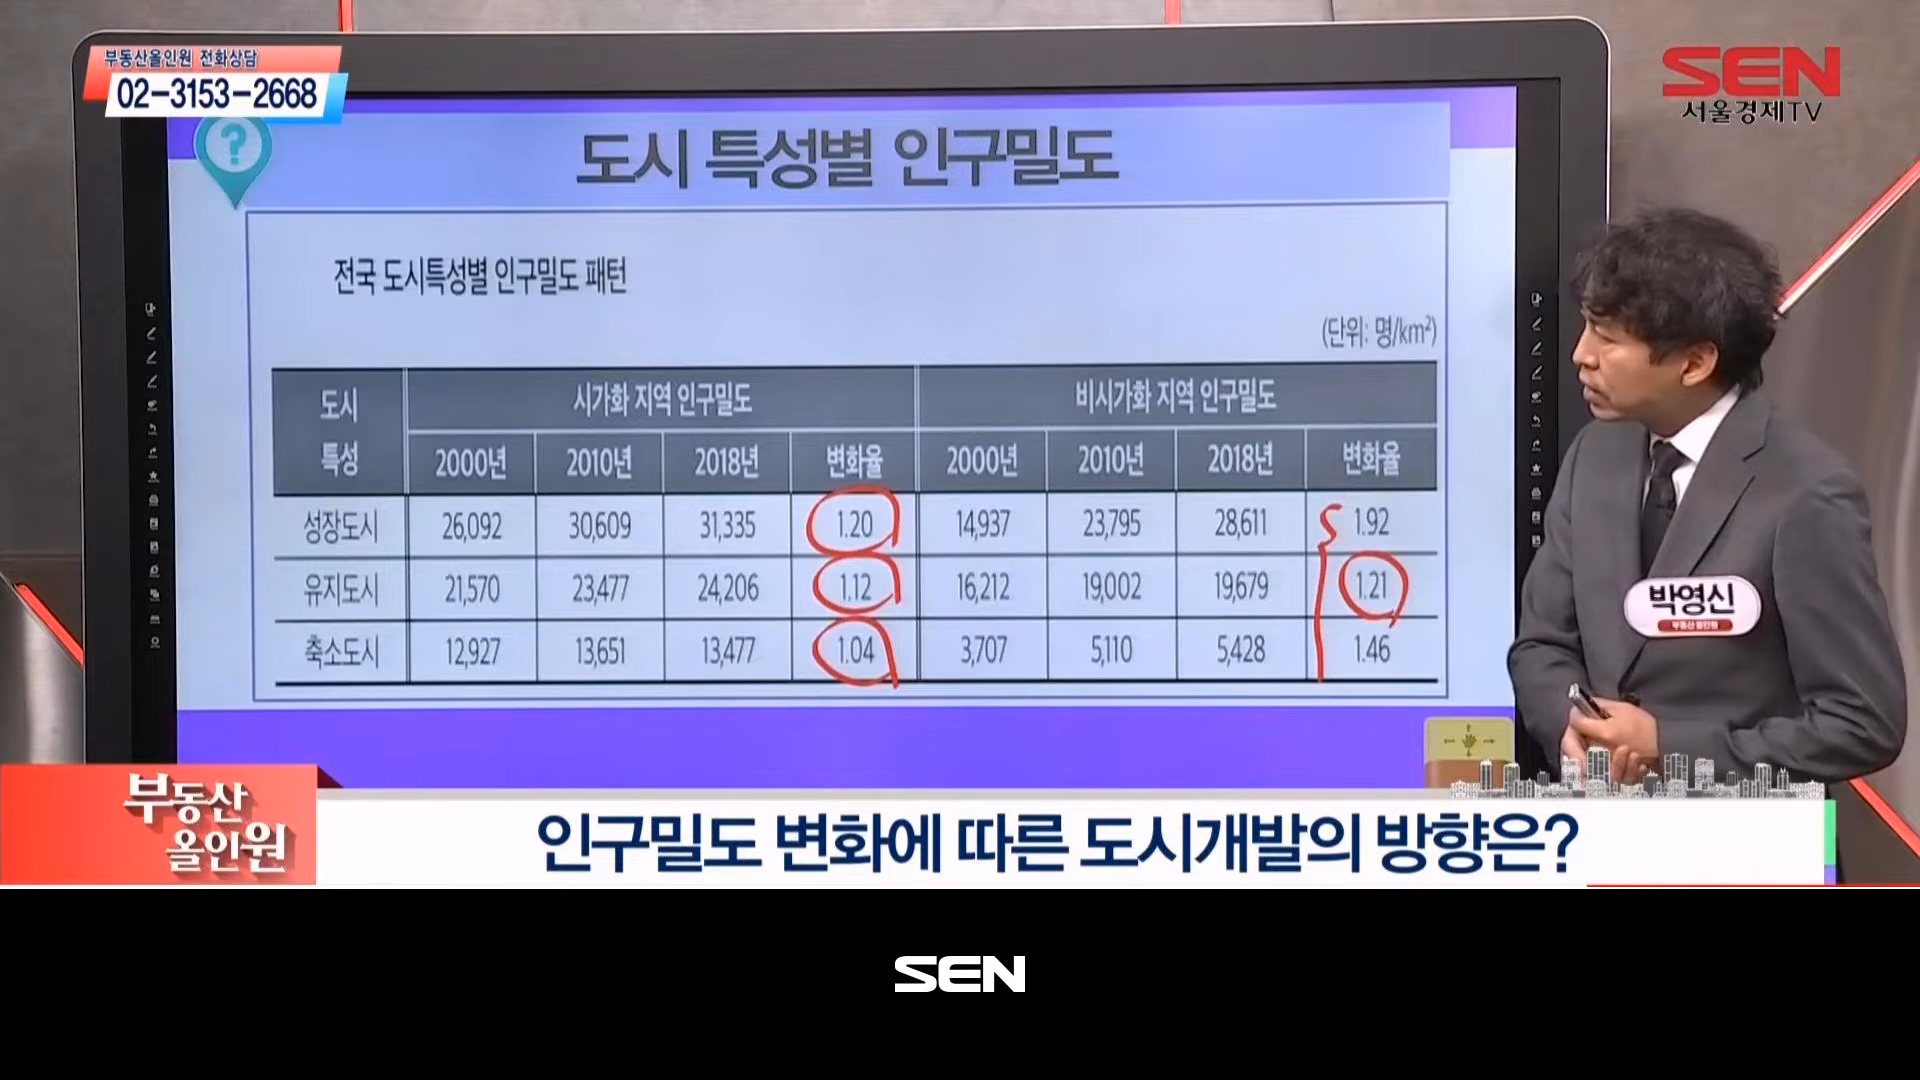 부동산올인원 전화상담
02-3153-2668
SEN
서울경제TV
?
도시 특성별 인구밀도
전국 도시특성별 인구밀도 패턴
(단위: 명/km²)
도시 특성 시가화 지역 인구밀도 비시가화 지역 인구밀도
2000년 2010년 2018년 변화율 2000년 2010년 2018년 변화율
성장도시 26,092 30,609 31,335 1.20 14,937 23,795 28,611 1.92
유지도시 21,570 23,477 24,206 1.12 16,212 19,002 19,679 1.21
축소도시 12,927 13,651 13,477 1.04 3,707 5,110 5,428 1.46
박영신
부동산 올인원
부동산
올인원
인구밀도 변화에 따른 도시개발의 방향은?
SEN